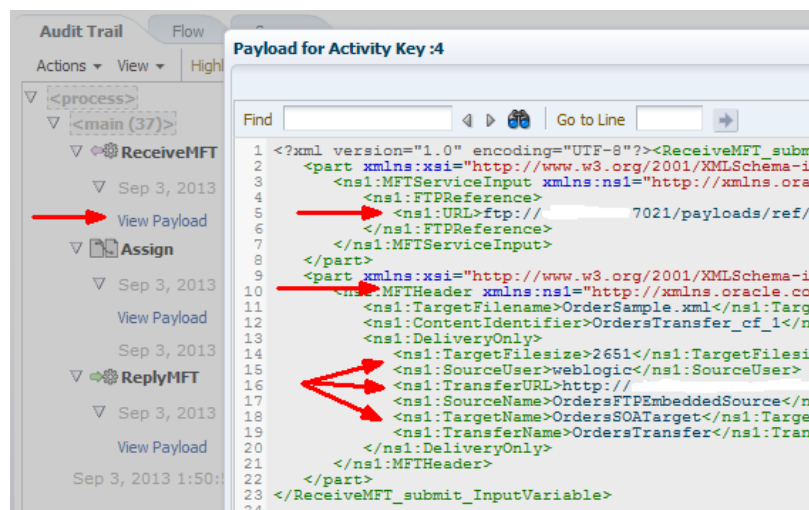 Audit Trail
Flow
Actions View
Highl
<process>
<main (37)>
ReceiveMFT
Sep 3, 2013
View Payload
Assign
Sep 3, 2013
View Payload
Sep 3, 2013
ReplyMFT
Sep 3, 2013
View Payload
Sep 3, 2013 1:50:
Payload for Activity Key :4
Find
Go to Line
1 <?xml version="1.0" encoding="UTF-8"?><ReceiveMFT_subm
2 <part xmlns:xsi="http://www.w3.org/2001/XMLSchema-i
3 <ns1:MFTServiceInput xmlns:ns1="http://xmlns.ora
4 <ns1:FTPReference>
5 <ns1:URL>ftp:// 7021/payloads/ref/
6 </ns1:FTPReference>
7 </ns1:MFTServiceInput>
8 </part>
9 <part xmlns:xsi="http://www.w3.org/2001/XMLSchema-i
10 <ns1:MFTHeader xmlns:ns1="http://xmlns.oracle.co
11 <ns1:TargetFilename>OrderSample.xml</ns1:Targ
12 <ns1:ContentIdentifier>OrdersTransfer_cf_1</n
13 <ns1:DeliveryOnly>
14 <ns1:TargetFilesize>2651</ns1:TargetFilesi
15 <ns1:SourceUser>weblogic</ns1:SourceUser>
16 <ns1:TransferURL>http://
17 <ns1:SourceName>OrdersFTPEmbeddedSource</n
18 <ns1:TargetName>OrdersSOATarget</ns1:Targe
19 <ns1:TransferName>OrdersTransfer</ns1:Tran
20 </ns1:DeliveryOnly>
21 </ns1:MFTHeader>
22 </part>
23 </ReceiveMFT_submit_InputVariable>